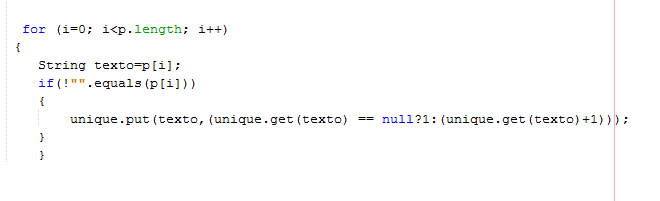 for (i=0; i<p.length; i++)
{
String texto=p[i];
if(!"".equals(p[i]))
{
unique.put(texto,(unique.get(texto) == null?1:(unique.get(texto)+1)));
}
}